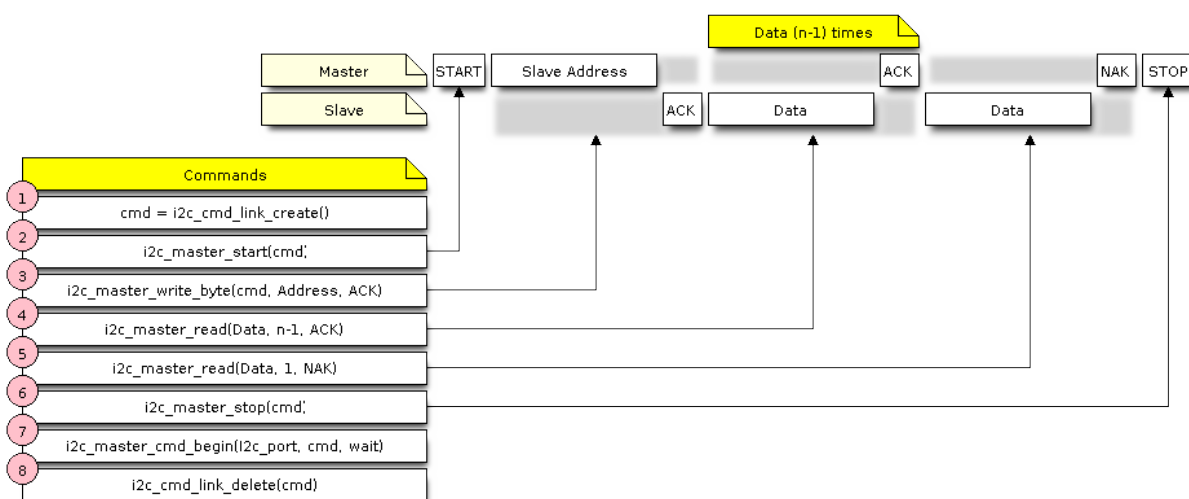 Data (n-1) times
Master START Slave Address ACK NAK STOP
Slave ACK Data Data
Commands
1
cmd = i2c_cmd_link_create()
2
i2c_master_start(cmd;
3
i2c_master_write_byte(cmd, Address, ACK)
4
i2c_master_read(Data, n-1, ACK)
5
i2c_master_read(Data, 1, NAK)
6
i2c_master_stop(cmd;
7
i2c_master_cmd_begin(I2c_port, cmd, wait)
8
i2c_cmd_link_delete(cmd)